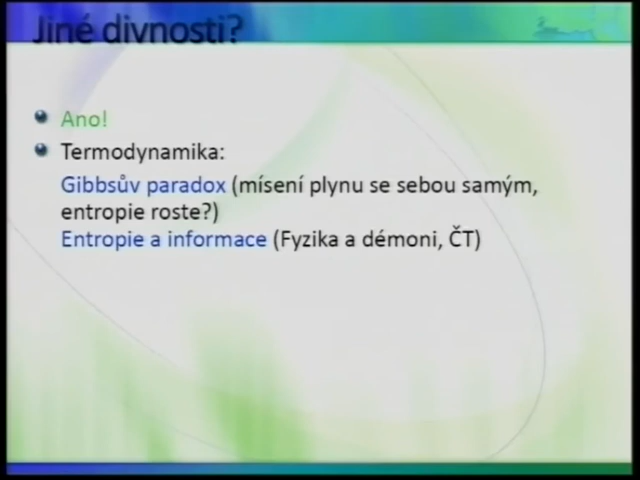 Jiné divnosti?
Ano!
Termodynamika:
Gibbsův paradox (mísení plynu se sebou samým,
entropie roste?)
Entropie a informace (Fyzika a démoni, ČT)